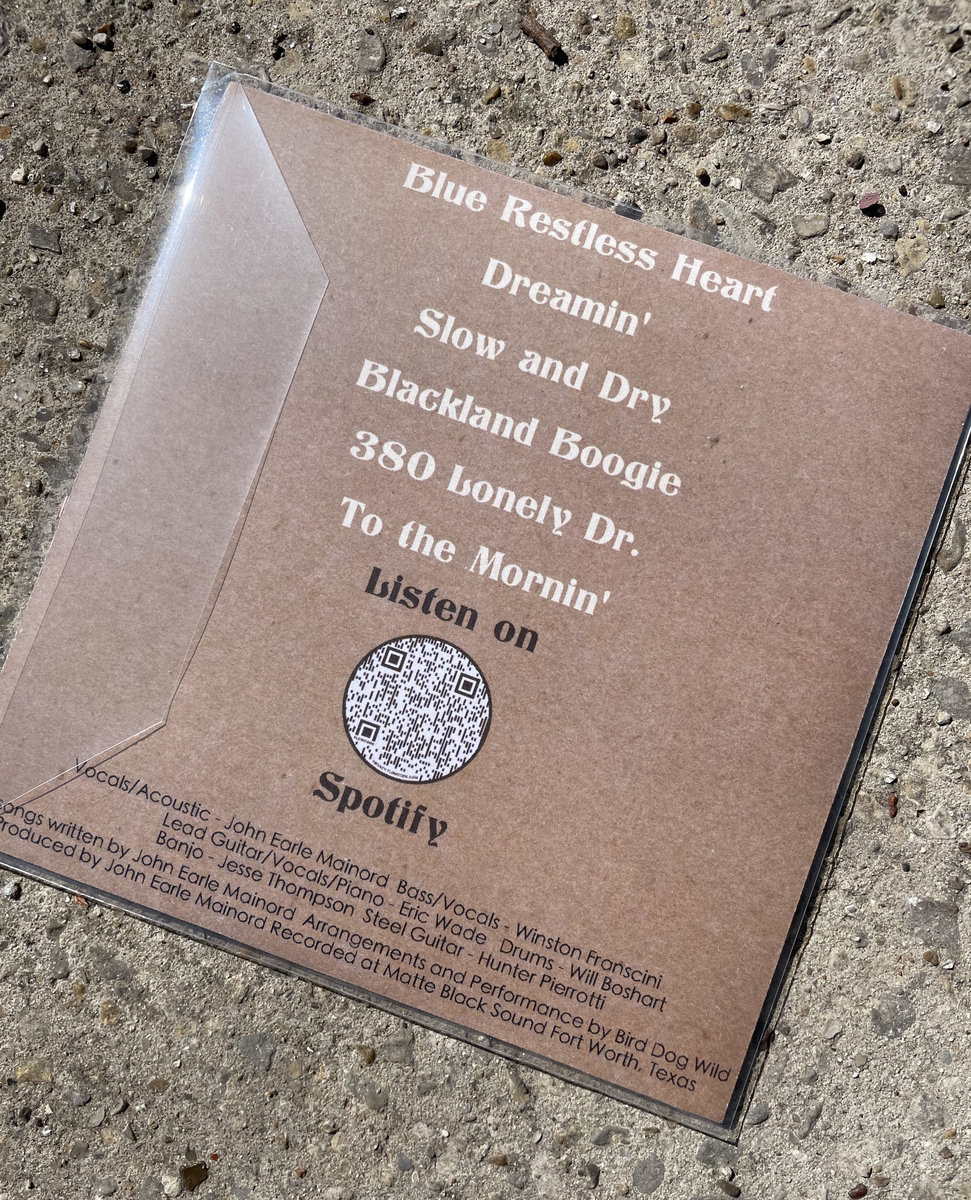 Blue Restless Heart
Dreamin'
Slow and Dry
Blackland Boogie
380 Lonely Dr.
To the Mornin'
Listen on
Spotify
Vocals/Acoustic - John Earle Mainord Bass/Vocals - Winston Franscini
Lead Guitar/Vocals/Piano - Eric Wade Drums - Will Boshart
Banjo - Jesse Thompson Steel Guitar - Hunter Pierrotti
songs written by John Earle Mainord Arrangements and Performance by Bird Dog Wild
Produced by John Earle Mainord Recorded at Matte Black Sound Fort Worth, Texas